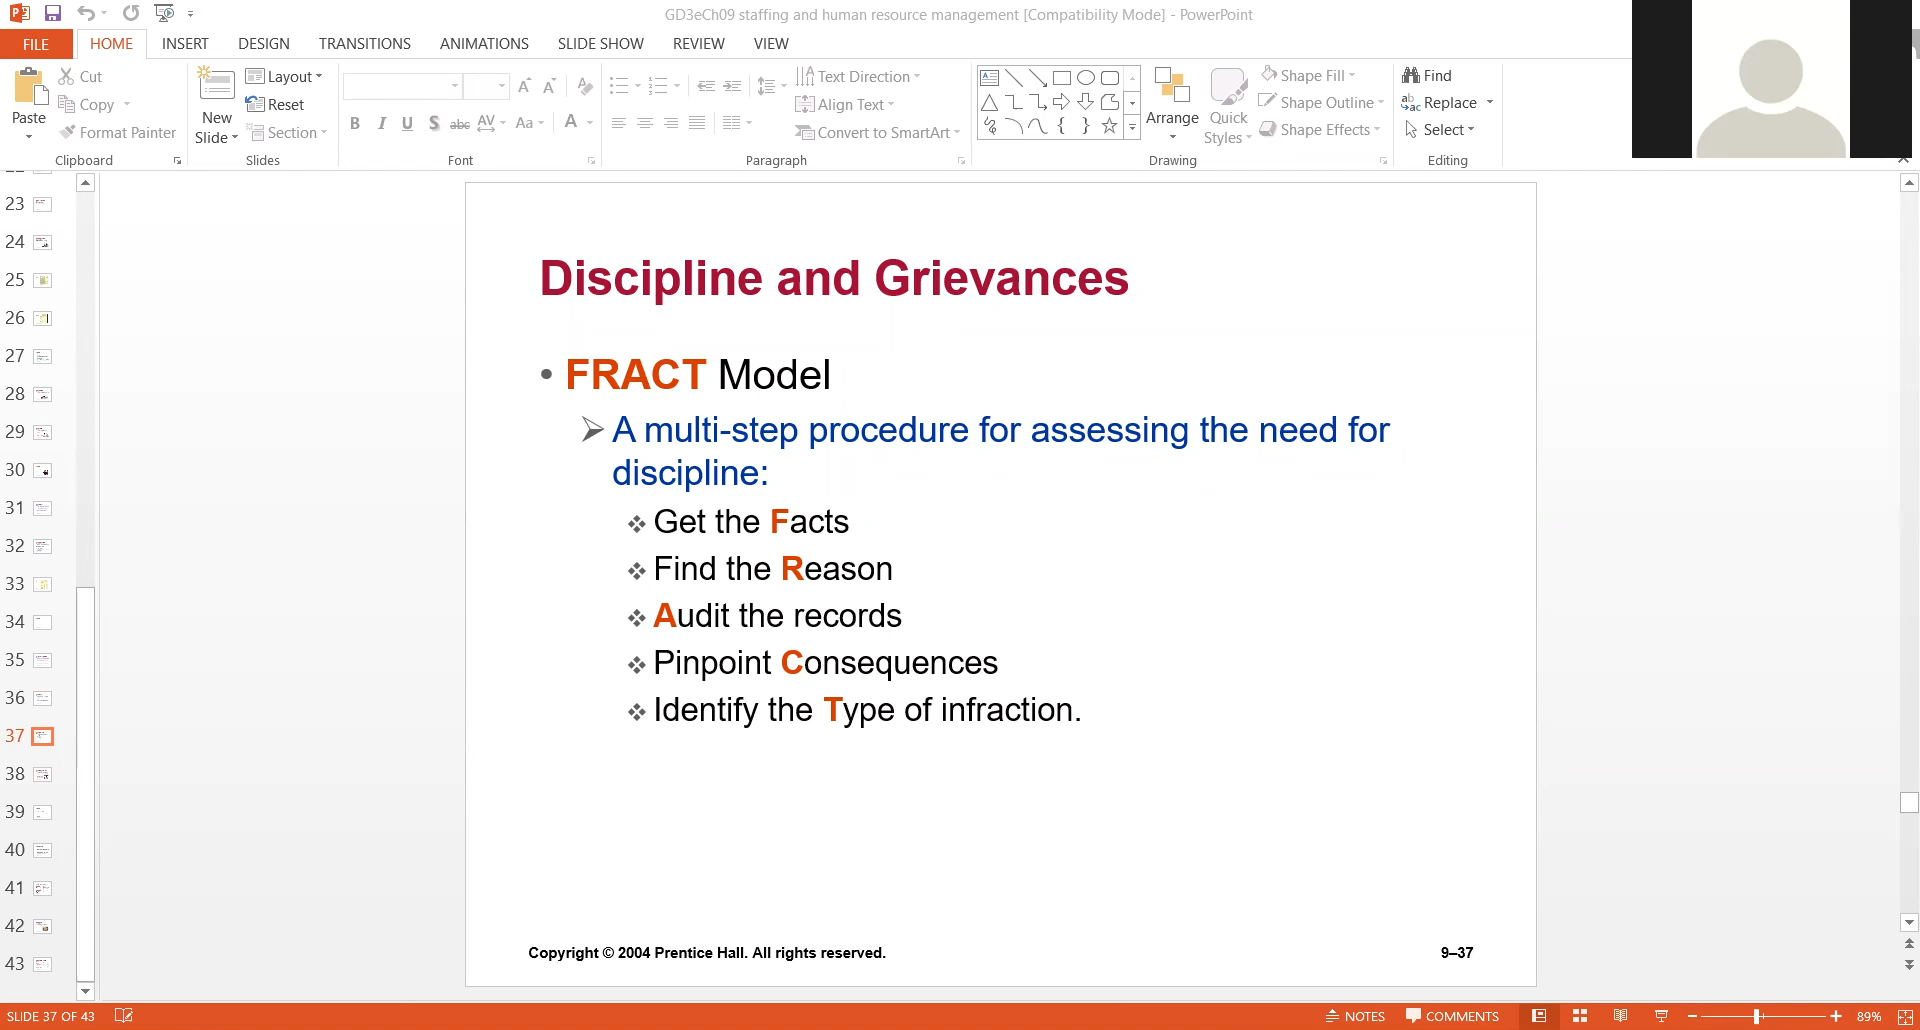 GD3eCh09 staffing and human resource management [Compatibility Mode] - PowerPoint
FILE HOME INSERT DESIGN TRANSITIONS ANIMATIONS SLIDE SHOW REVIEW VIEW
Paste
Cut
Copy
Format Painter
Clipboard
New
Slide
Layout
Reset
Section
Slides
B I U S abc AV Aa A
Font
Text Direction
Align Text
Convert to SmartArt
Paragraph
Arrange
Quick
Styles
Shape Fill
Shape Outline
Shape Effects
Drawing
Find
Replace
Select
Editing
23
24
25
26
27
28
29
30
31
32
33
34
35
36
37
38
39
40
41
42
43
Discipline and Grievances
• FRACT Model
A multi-step procedure for assessing the need for
discipline:
Get the Facts
Find the Reason
Audit the records
Pinpoint Consequences
Identify the Type of infraction.
Copyright © 2004 Prentice Hall. All rights reserved.
9–37
SLIDE 37 OF 43
NOTES COMMENTS 89%